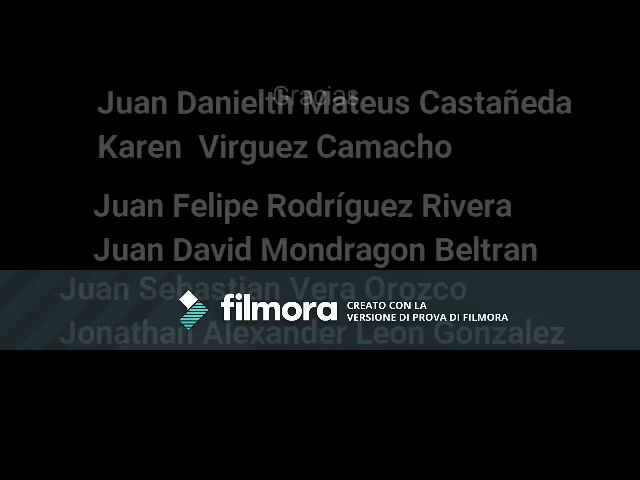 Gracias
Juan Danielth Mateus Castañeda
Karen Virguez Camacho
Juan Felipe Rodríguez Rivera
Juan David Mondragon Beltran
Juan Sebastian Vera Orozco
filmora
CREATO CON LA
VERSIONE DI PROVA DI FILMORA
Jonathan Alexander Leon Gonzalez